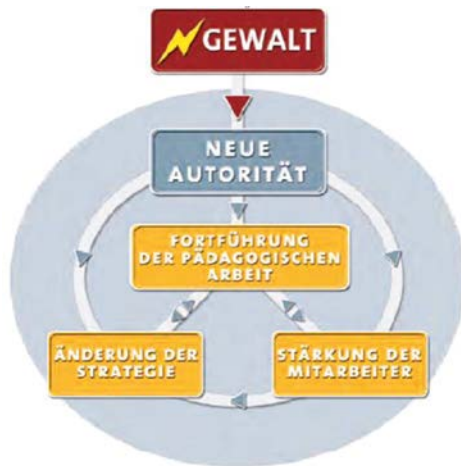 GEWALT
NEUE
AUTORITÄT
FORTFÜHRUNG
DER PÄDAGOGISCHEN
ARBEIT
ÄNDERUNG DER
STRATEGIE
STÄRKUNG DER
MITARBEITER